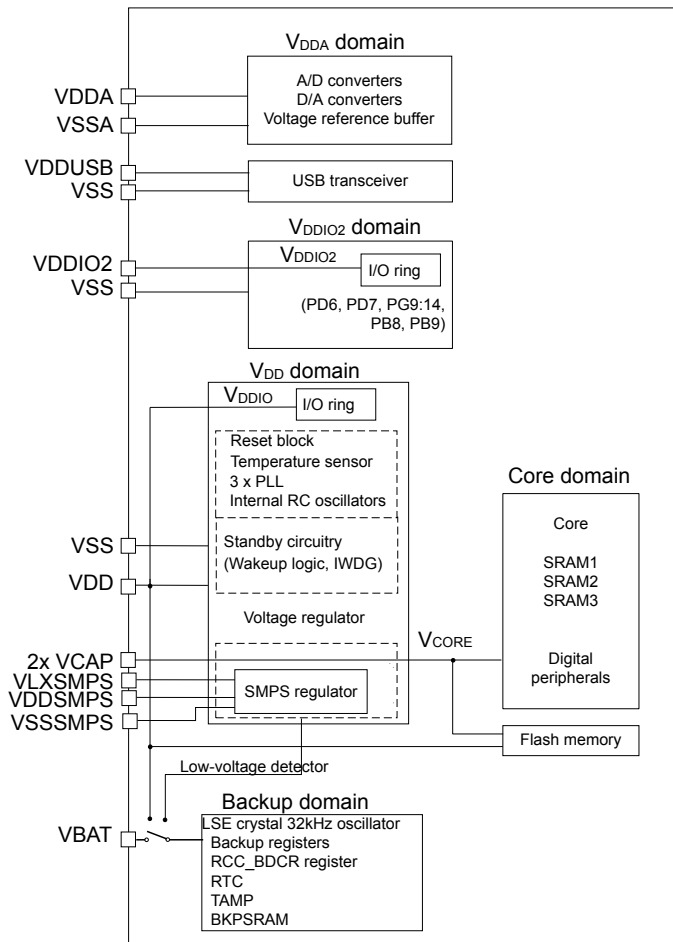 VDDA domain
A/D converters
D/A converters
Voltage reference buffer
VDDA
VSSA
VDDUSB
VSS
USB transceiver
VDDIO2 domain
VDDIO2
VDDIO2
I/O ring
VSS
(PD6, PD7, PG9:14,
PB8, PB9)
VDD domain
VDDIO
I/O ring
Reset block
Temperature sensor
3 x PLL
Internal RC oscillators
Standby circuitry
(Wakeup logic, IWDG)
VSS
VDD
Voltage regulator
2x VCAP
VLXSMPS
VDDSMPS
VSSSMPS
SMPS regulator
VCORE
Core domain
Core
SRAM1
SRAM2
SRAM3
Digital
peripherals
Flash memory
Low-voltage detector
Backup domain
VBAT
LSE crystal 32kHz oscillator
Backup registers
RCC_BDCR register
RTC
TAMP
BKPSRAM